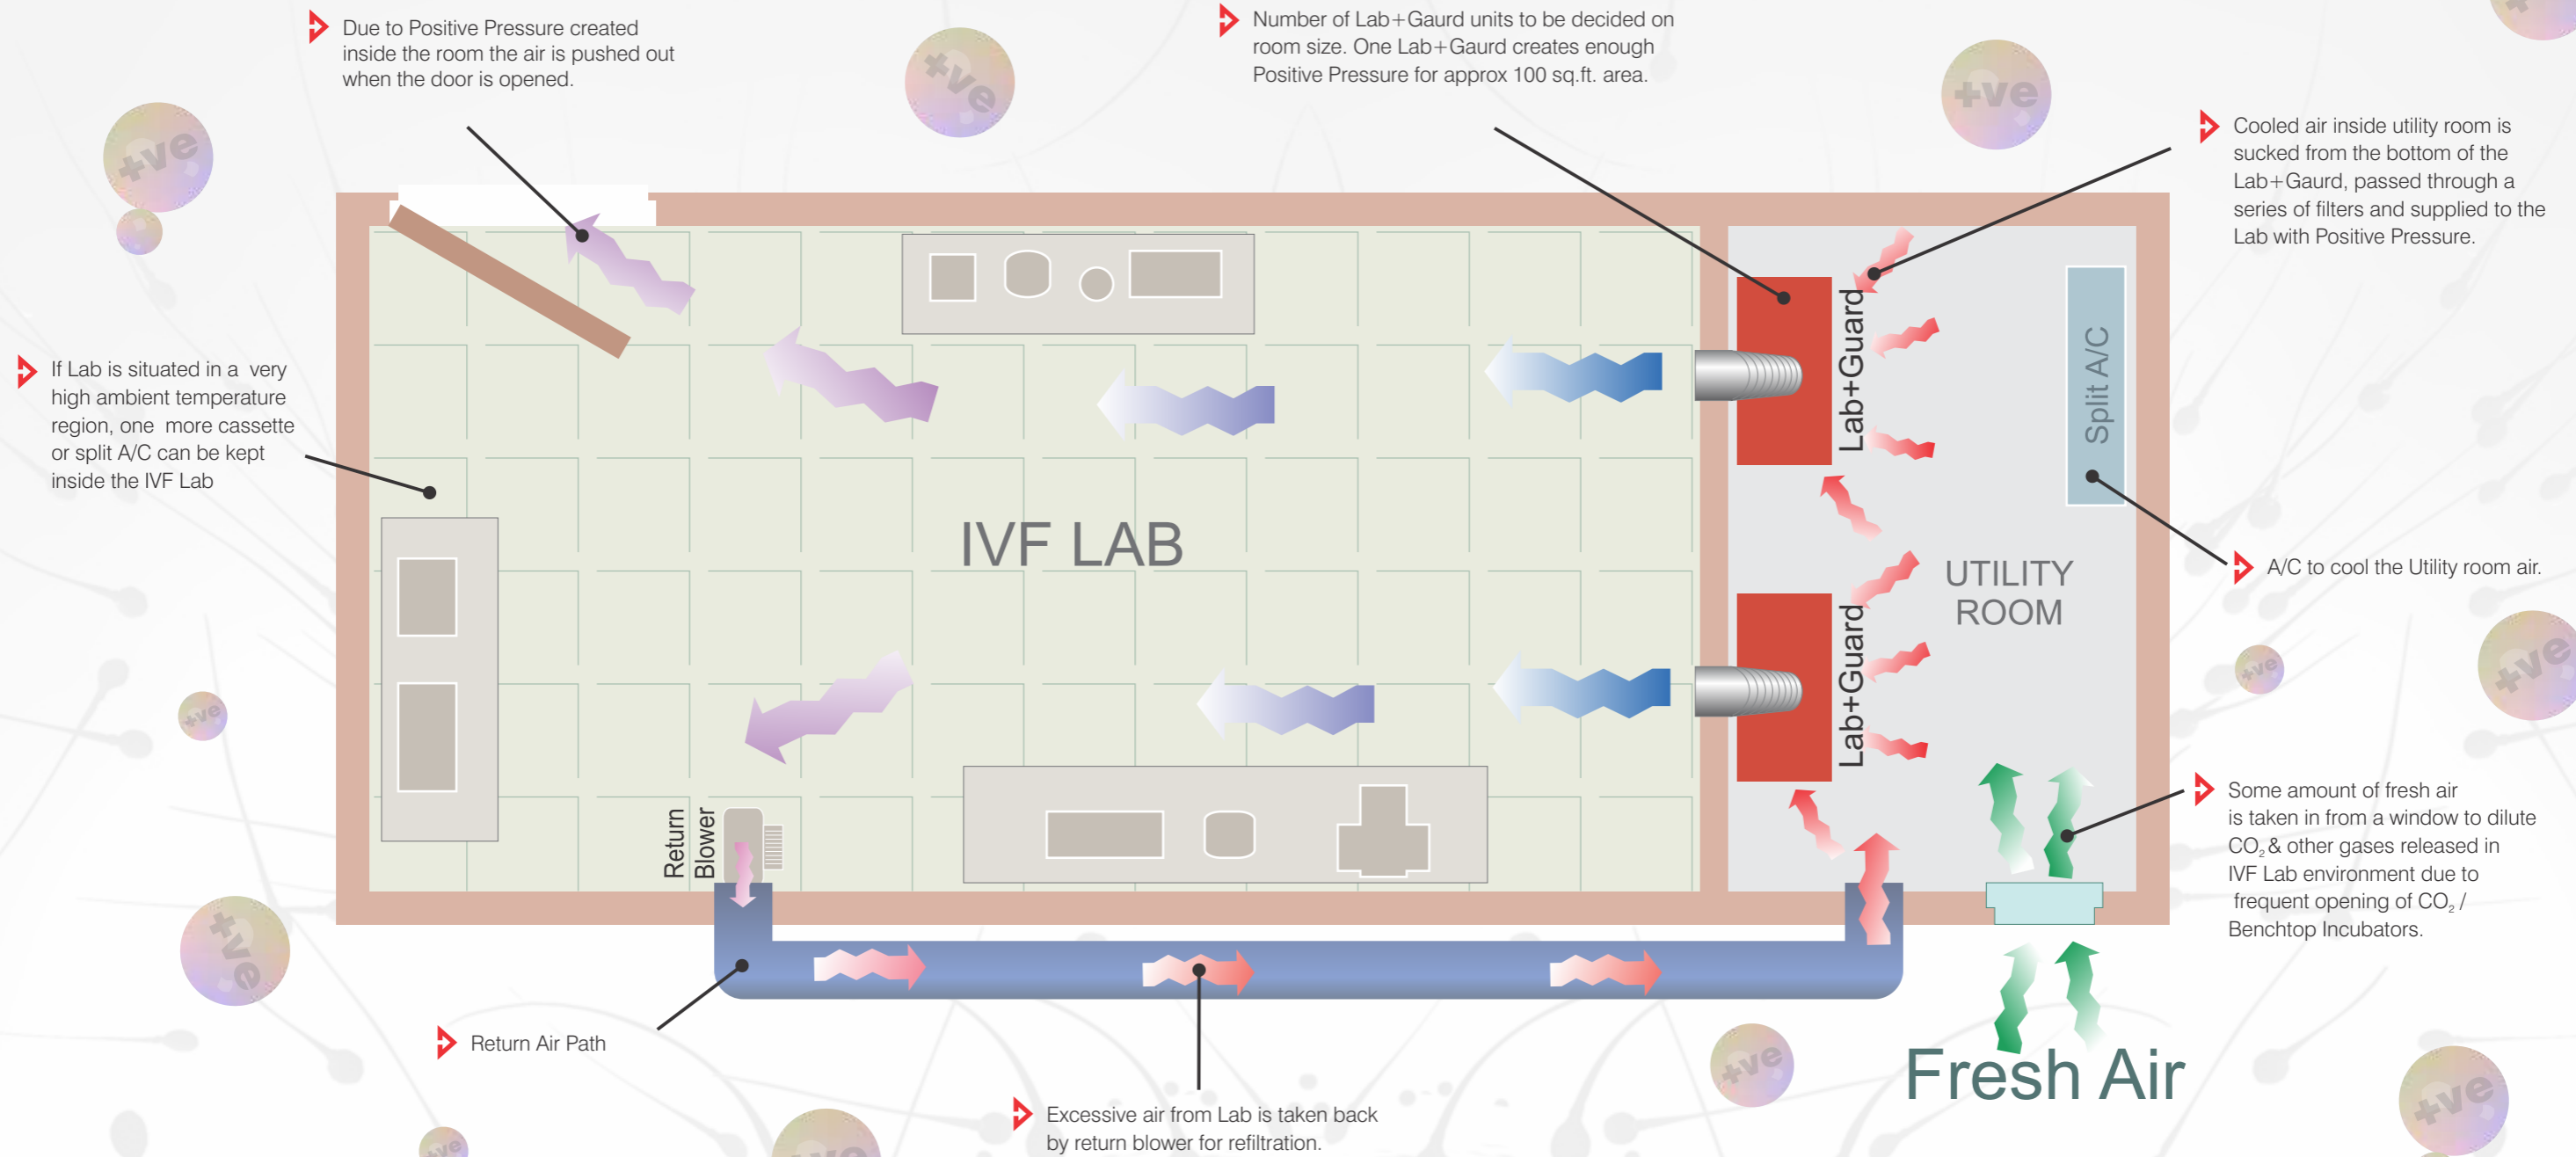 Due to Positive Pressure created
inside the room the air is pushed out
when the door is opened.
Number of Lab+Gaurd units to be decided on
room size. One Lab+Gaurd creates enough
Positive Pressure for approx 100 sq.ft. area.
Cooled air inside utility room is
sucked from the bottom of the
Lab+Gaurd, passed through a
series of filters and supplied to the
Lab with Positive Pressure.
If Lab is situated in a very
high ambient temperature
region, one more cassette
or split A/C can be kept
inside the IVF Lab
IVF LAB
Lab+Guard
Lab+Guard
Split A/C
UTILITY
ROOM
A/C to cool the Utility room air.
Some amount of fresh air
is taken in from a window to dilute
CO₂ & other gases released in
IVF Lab environment due to
frequent opening of CO₂ /
Benchtop Incubators.
Return
Blower
Return Air Path
Excessive air from Lab is taken back
by return blower for refiltration.
Fresh Air
+ve
+ve
+ve
+ve
+ve
+ve
+ve
+ve
+ve
+ve
+ve